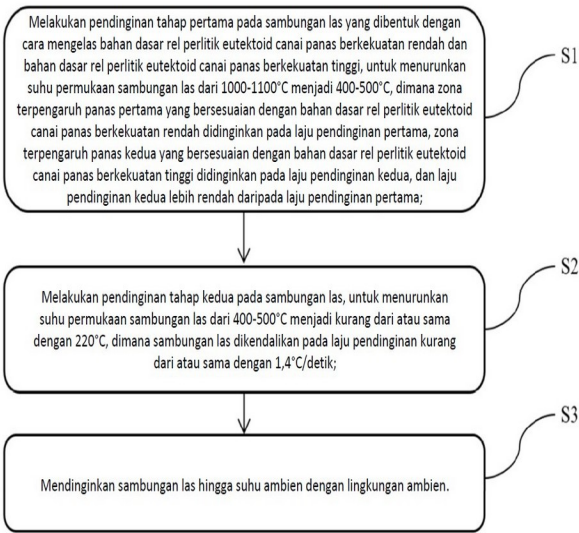 Melakukan pendinginan tahap pertama pada sambungan las yang dibentuk dengan
cara mengelas bahan dasar rel perlitik eutektoid canai panas berkekuatan rendah dan
bahan dasar rel perlitik eutektoid canai panas berkekuatan tinggi, untuk menurunkan
suhu permukaan sambungan las dari 1000-1100°C menjadi 400-500°C, dimana zona
terpengaruh panas pertama yang bersesuaian dengan bahan dasar rel perlitik eutektoid
canai panas berkekuatan rendah didinginkan pada laju pendinginan pertama, zona
terpengaruh panas kedua yang bersesuaian dengan bahan dasar rel perlitik eutektoid
canai panas berkekuatan tinggi didinginkan pada laju pendinginan kedua, dan laju
pendinginan kedua lebih rendah daripada laju pendinginan pertama;
S1
Melakukan pendinginan tahap kedua pada sambungan las, untuk menurunkan
suhu permukaan sambungan las dari 400-500°C menjadi kurang dari atau sama
dengan 220°C, dimana sambungan las dikendalikan pada laju pendinginan kurang
dari atau sama dengan 1,4°C/detik;
S2
Mendinginkan sambungan las hingga suhu ambien dengan lingkungan ambien.
S3